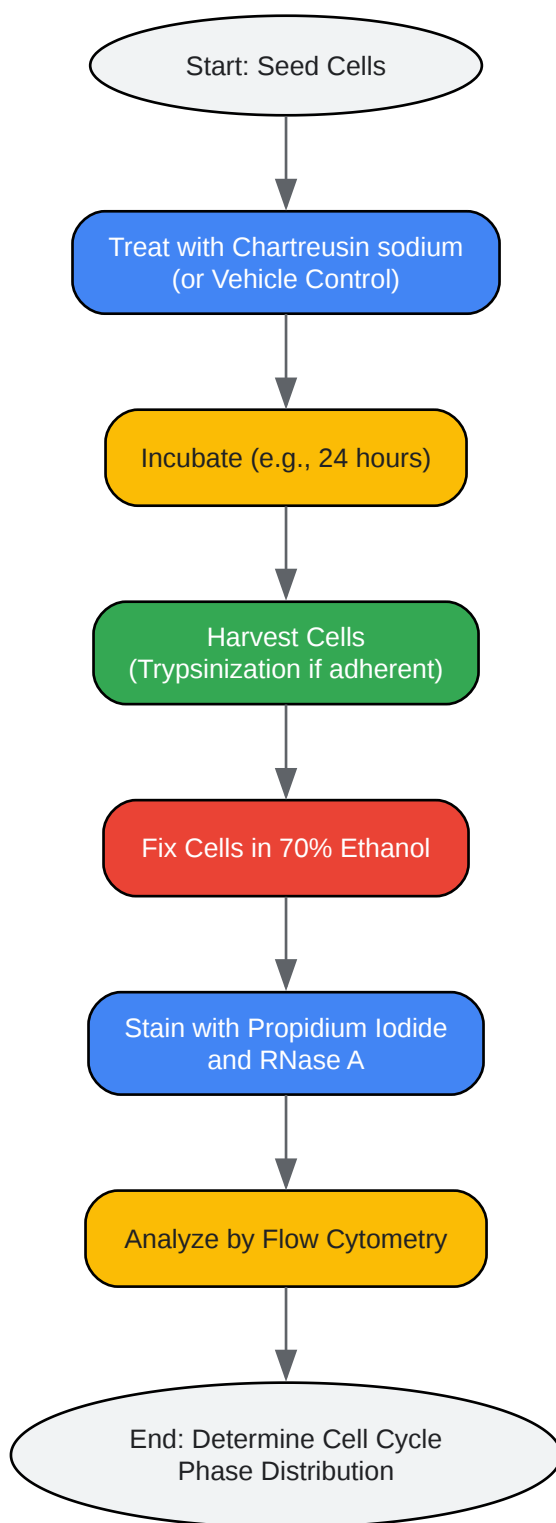 Start: Seed Cells
Treat with Chartreusin sodium
(or Vehicle Control)
Incubate (e.g., 24 hours)
Harvest Cells
(Trypsinization if adherent)
Fix Cells in 70% Ethanol
Stain with Propidium Iodide
and RNase A
Analyze by Flow Cytometry
End: Determine Cell Cycle
Phase Distribution